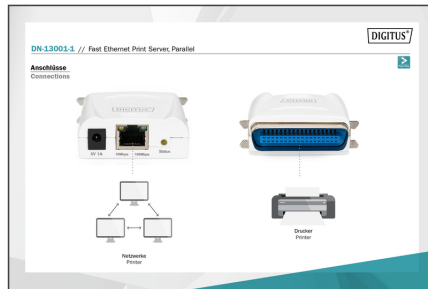 DIGITUS®
DN-13001-1 // Fast Ethernet Print Server, Parallel
Anschlüsse
Connections
DIGITUS
DIGITUS
5V 1A
10Mbps
100Mbps
Status
Netzwerke
Printer
Drucker
Printer